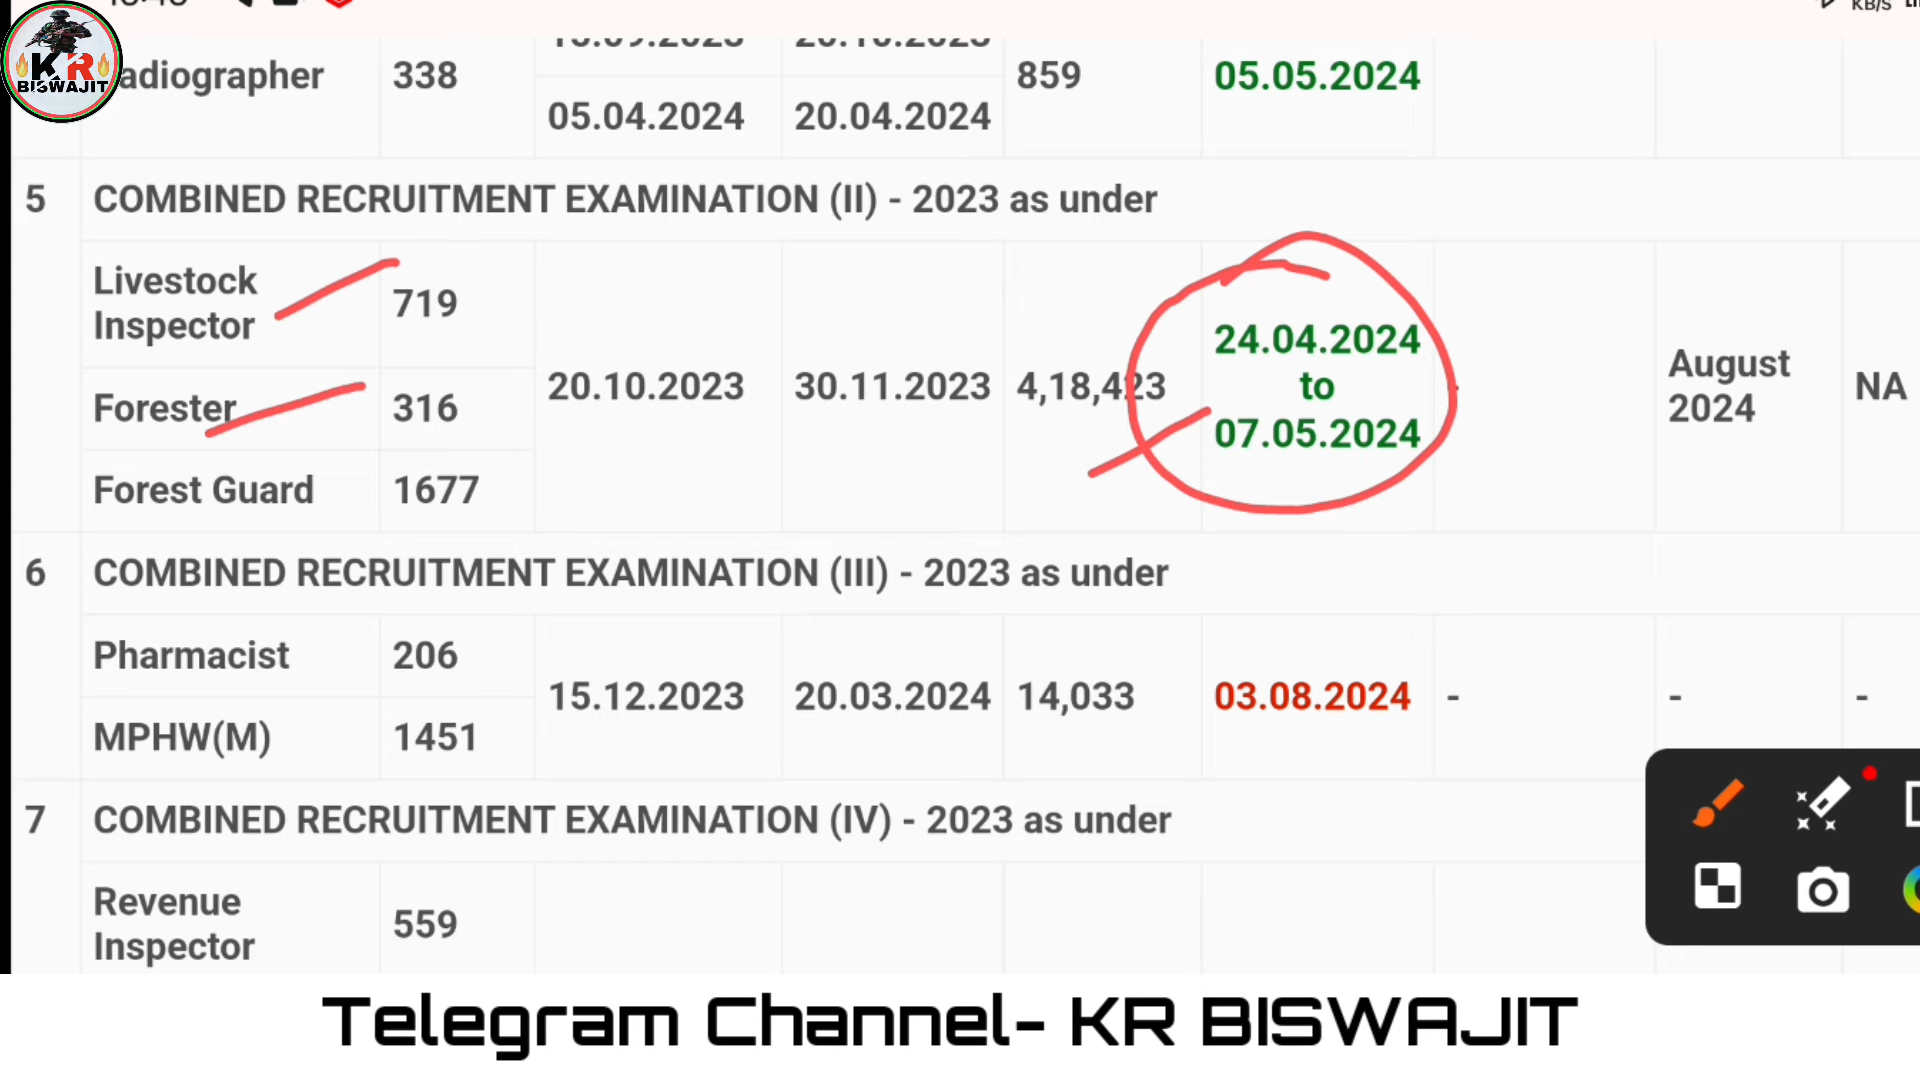 KR
BISWAJIT
KB/S
adiographer 338 859 05.05.2024
05.04.2024 20.04.2024
5 COMBINED RECRUITMENT EXAMINATION (II) - 2023 as under
Livestock
Inspector
719
Forester 316
Forest Guard 1677
20.10.2023 30.11.2023 4,18,423
24.04.2024
to
07.05.2024
August
2024
NA
6 COMBINED RECRUITMENT EXAMINATION (III) - 2023 as under
Pharmacist 206
MPHW(M) 1451
15.12.2023 20.03.2024 14,033 03.08.2024 - - -
7 COMBINED RECRUITMENT EXAMINATION (IV) - 2023 as under
Revenue
Inspector
559
Telegram Channel- KR BISWAJIT